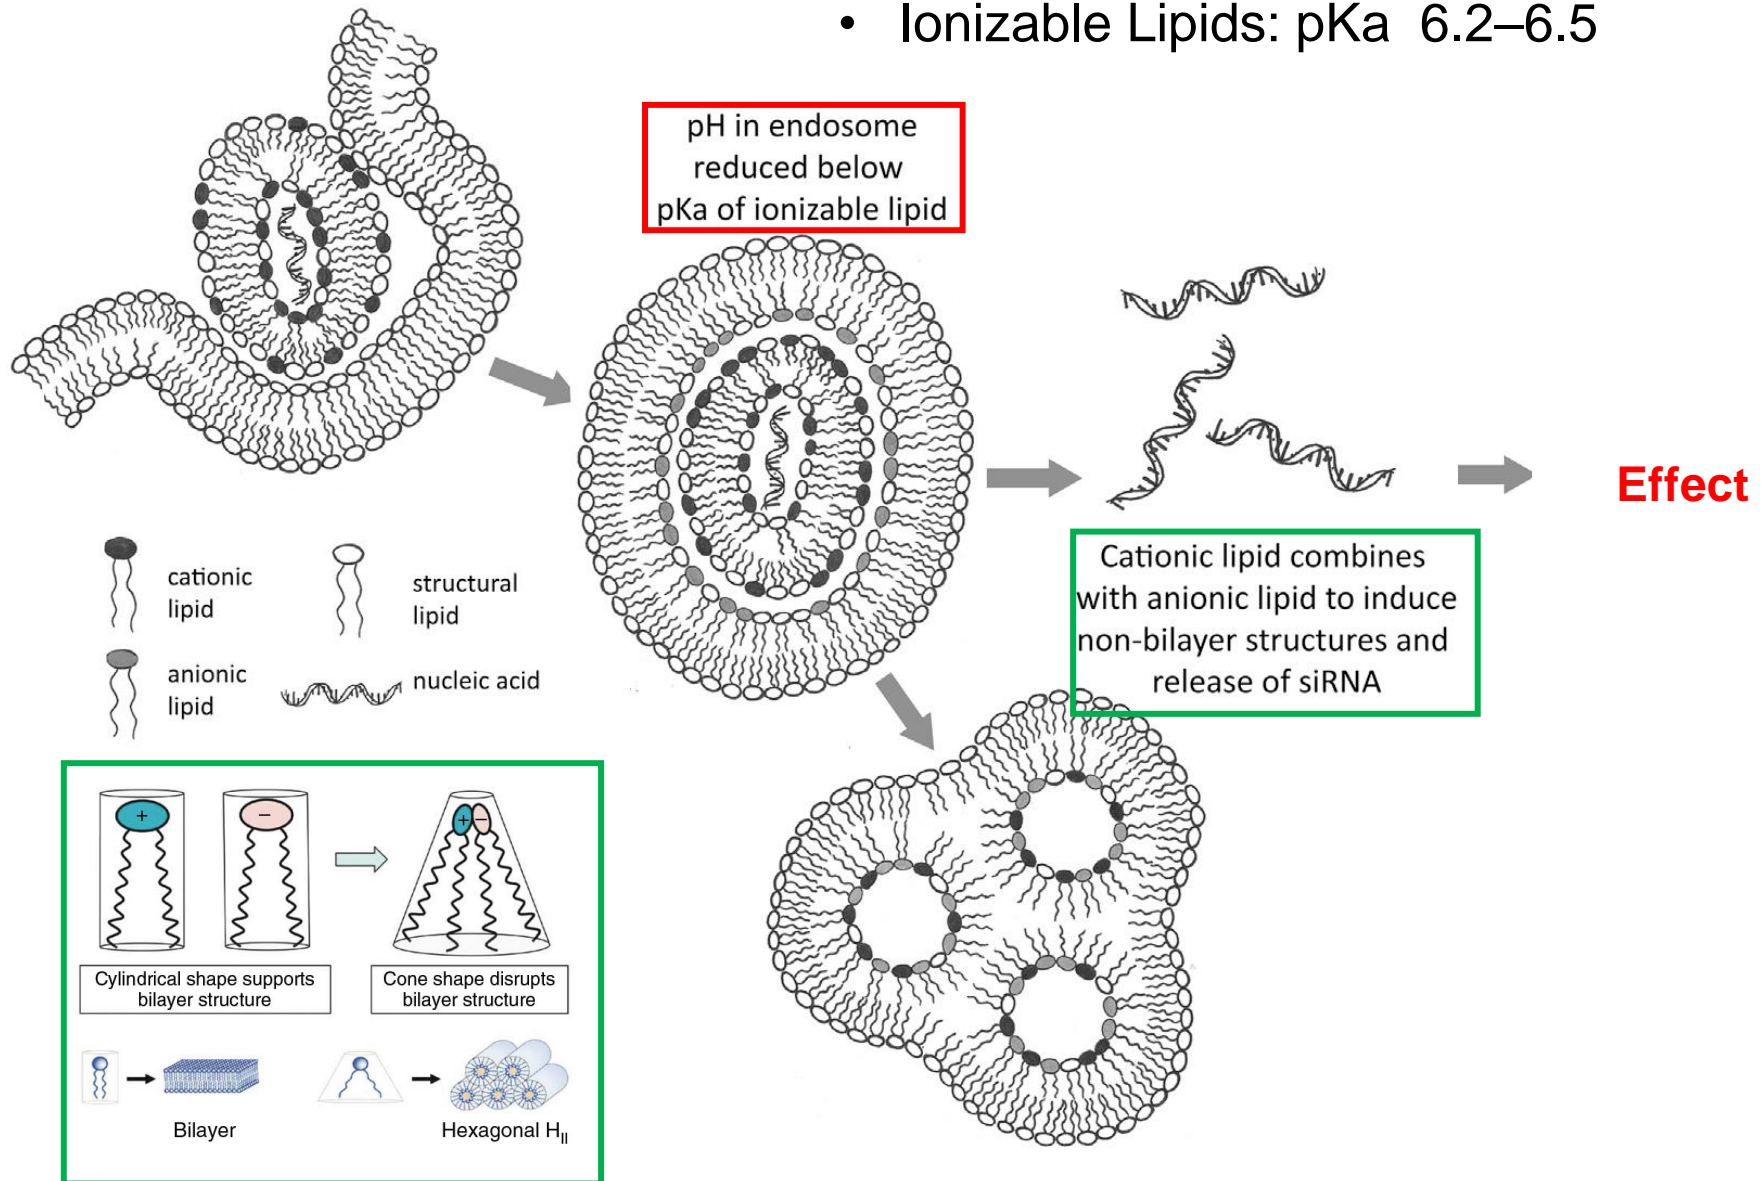 • Ionizable Lipids: pKa 6.2–6.5
pH in endosome
reduced below
pKa of ionizable lipid
Effect
cationic
lipid
structural
lipid
anionic
lipid
nucleic acid
Cationic lipid combines
with anionic lipid to induce
non-bilayer structures and
release of siRNA
+
−
+
−
Cylindrical shape supports
bilayer structure
Cone shape disrupts
bilayer structure
Bilayer
Hexagonal H_II